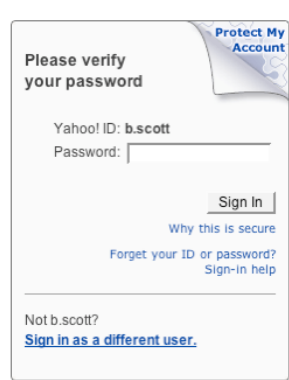 Protect My
Account
Please verify
your password
Yahoo! ID: b.scott
Password:
Sign In
Why this is secure
Forget your ID or password?
Sign-in help
Not b.scott?
Sign in as a different user.